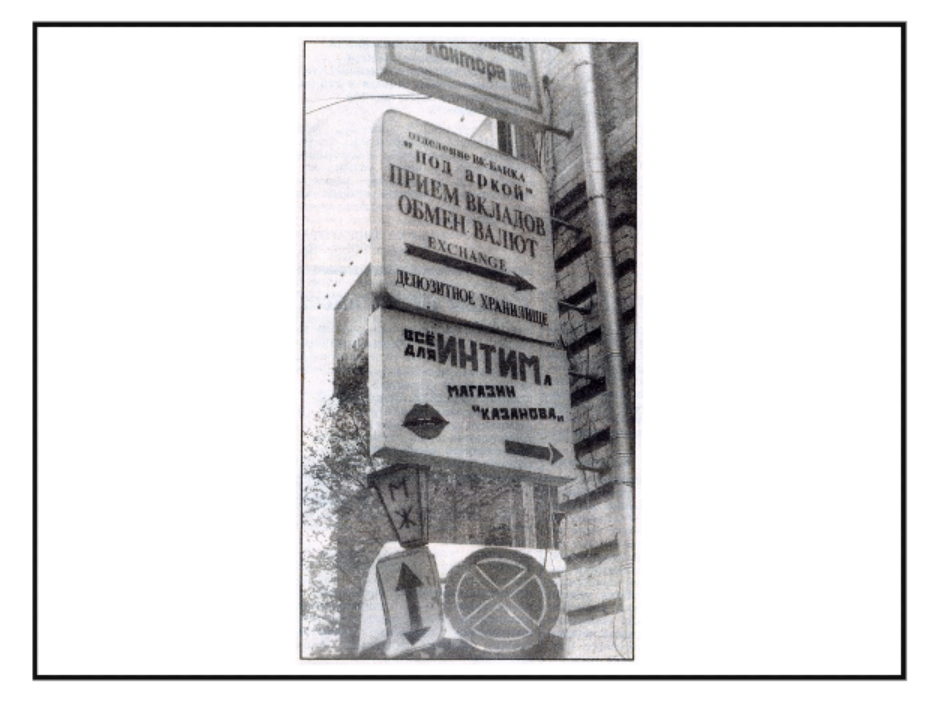 Контора
отделение ВК-БАНКА
"под аркой"
ПРИЕМ ВКЛАДОВ
ОБМЕН ВАЛЮТ
EXCHANGE
ДЕПОЗИТНОЕ ХРАНИЛИЩЕ
ВСЁ
ДЛЯ ИНТИМА
МАГАЗИН
"КАЗАНОВА"
М
Ж